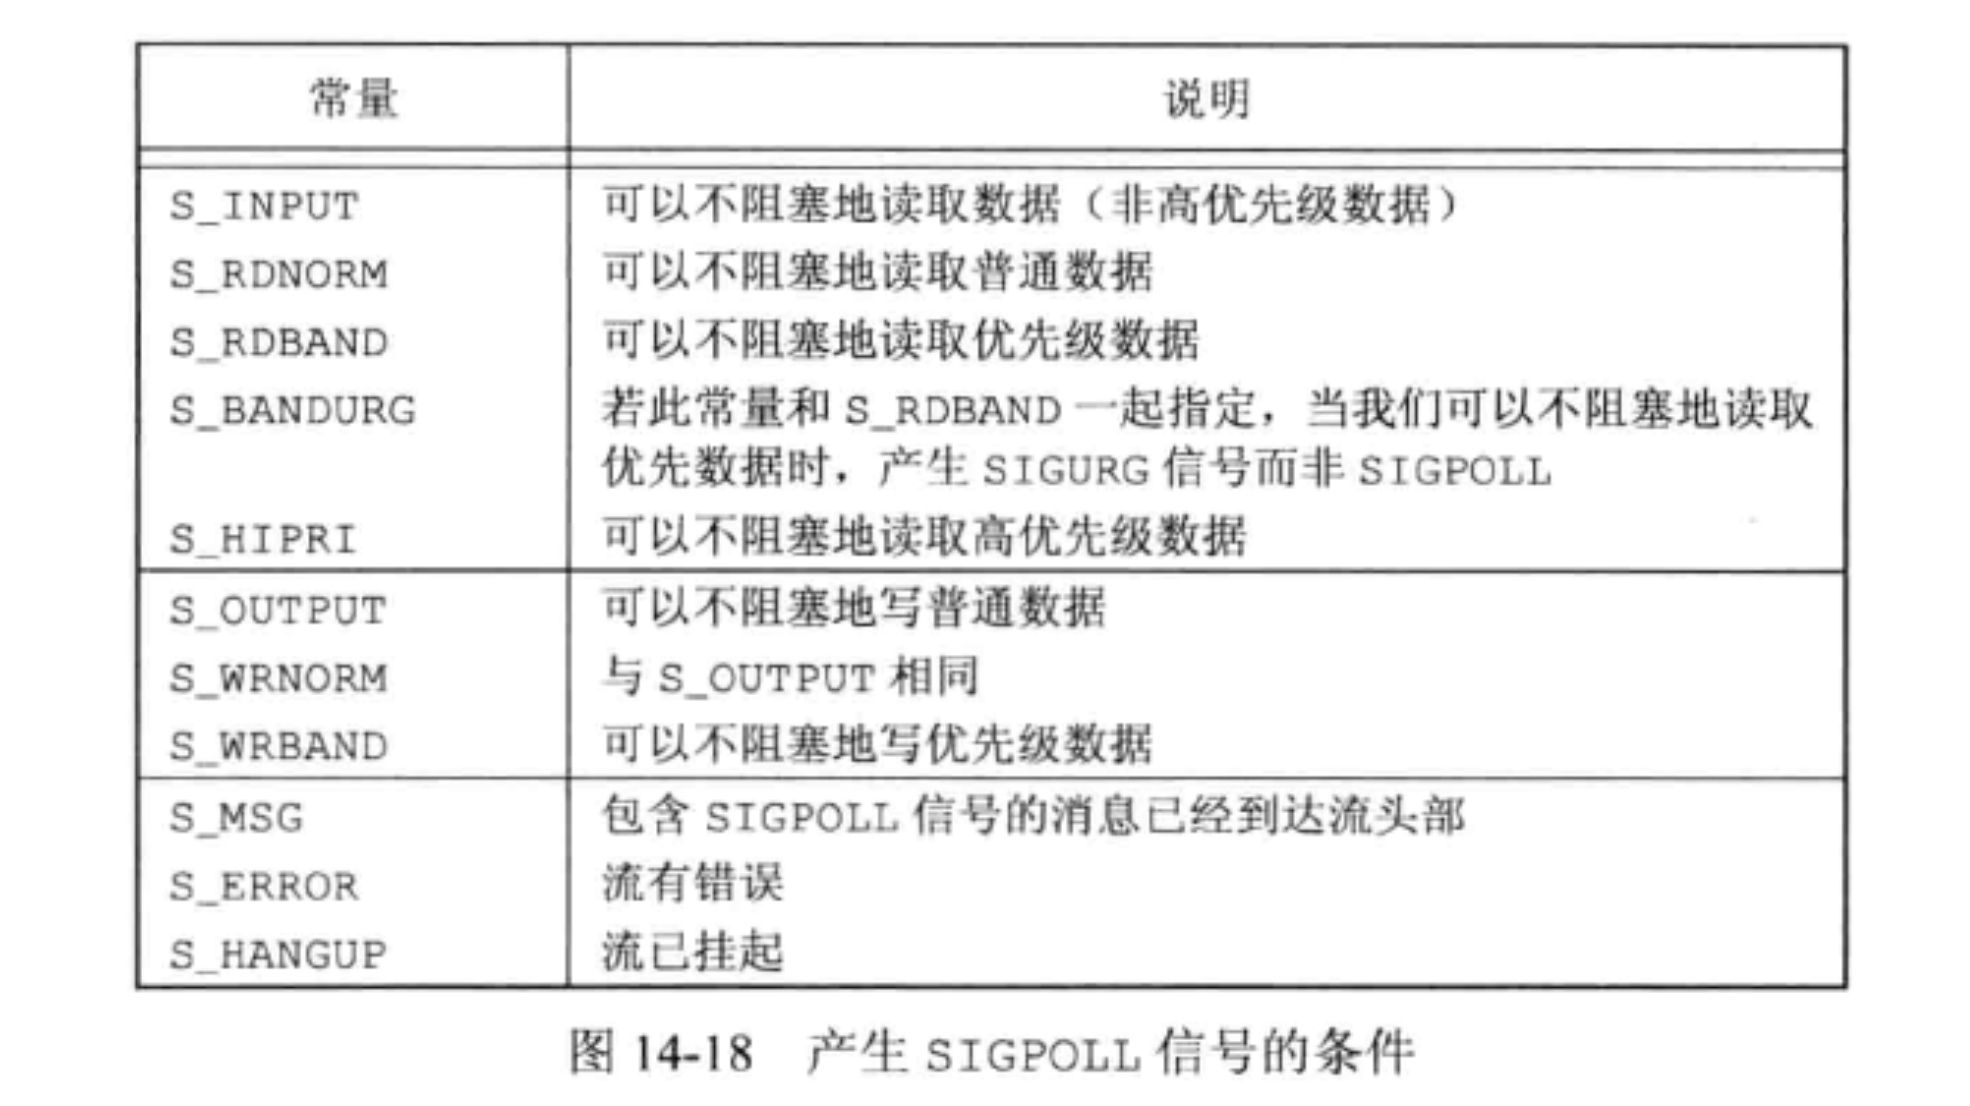 常量 说明
S_INPUT 可以不阻塞地读取数据（非高优先级数据）
S_RDNORM 可以不阻塞地读取普通数据
S_RDBAND 可以不阻塞地读取优先级数据
S_BANDURG 若此常量和 S_RDBAND 一起指定，当我们可以不阻塞地读取
优先数据时，产生 SIGURG 信号而非 SIGPOLL
S_HIPRI 可以不阻塞地读取高优先级数据
S_OUTPUT 可以不阻塞地写普通数据
S_WRNORM 与 S_OUTPUT 相同
S_WRBAND 可以不阻塞地写优先级数据
S_MSG 包含 SIGPOLL 信号的消息已经到达流头部
S_ERROR 流有错误
S_HANGUP 流已挂起
图 14-18 产生 SIGPOLL 信号的条件